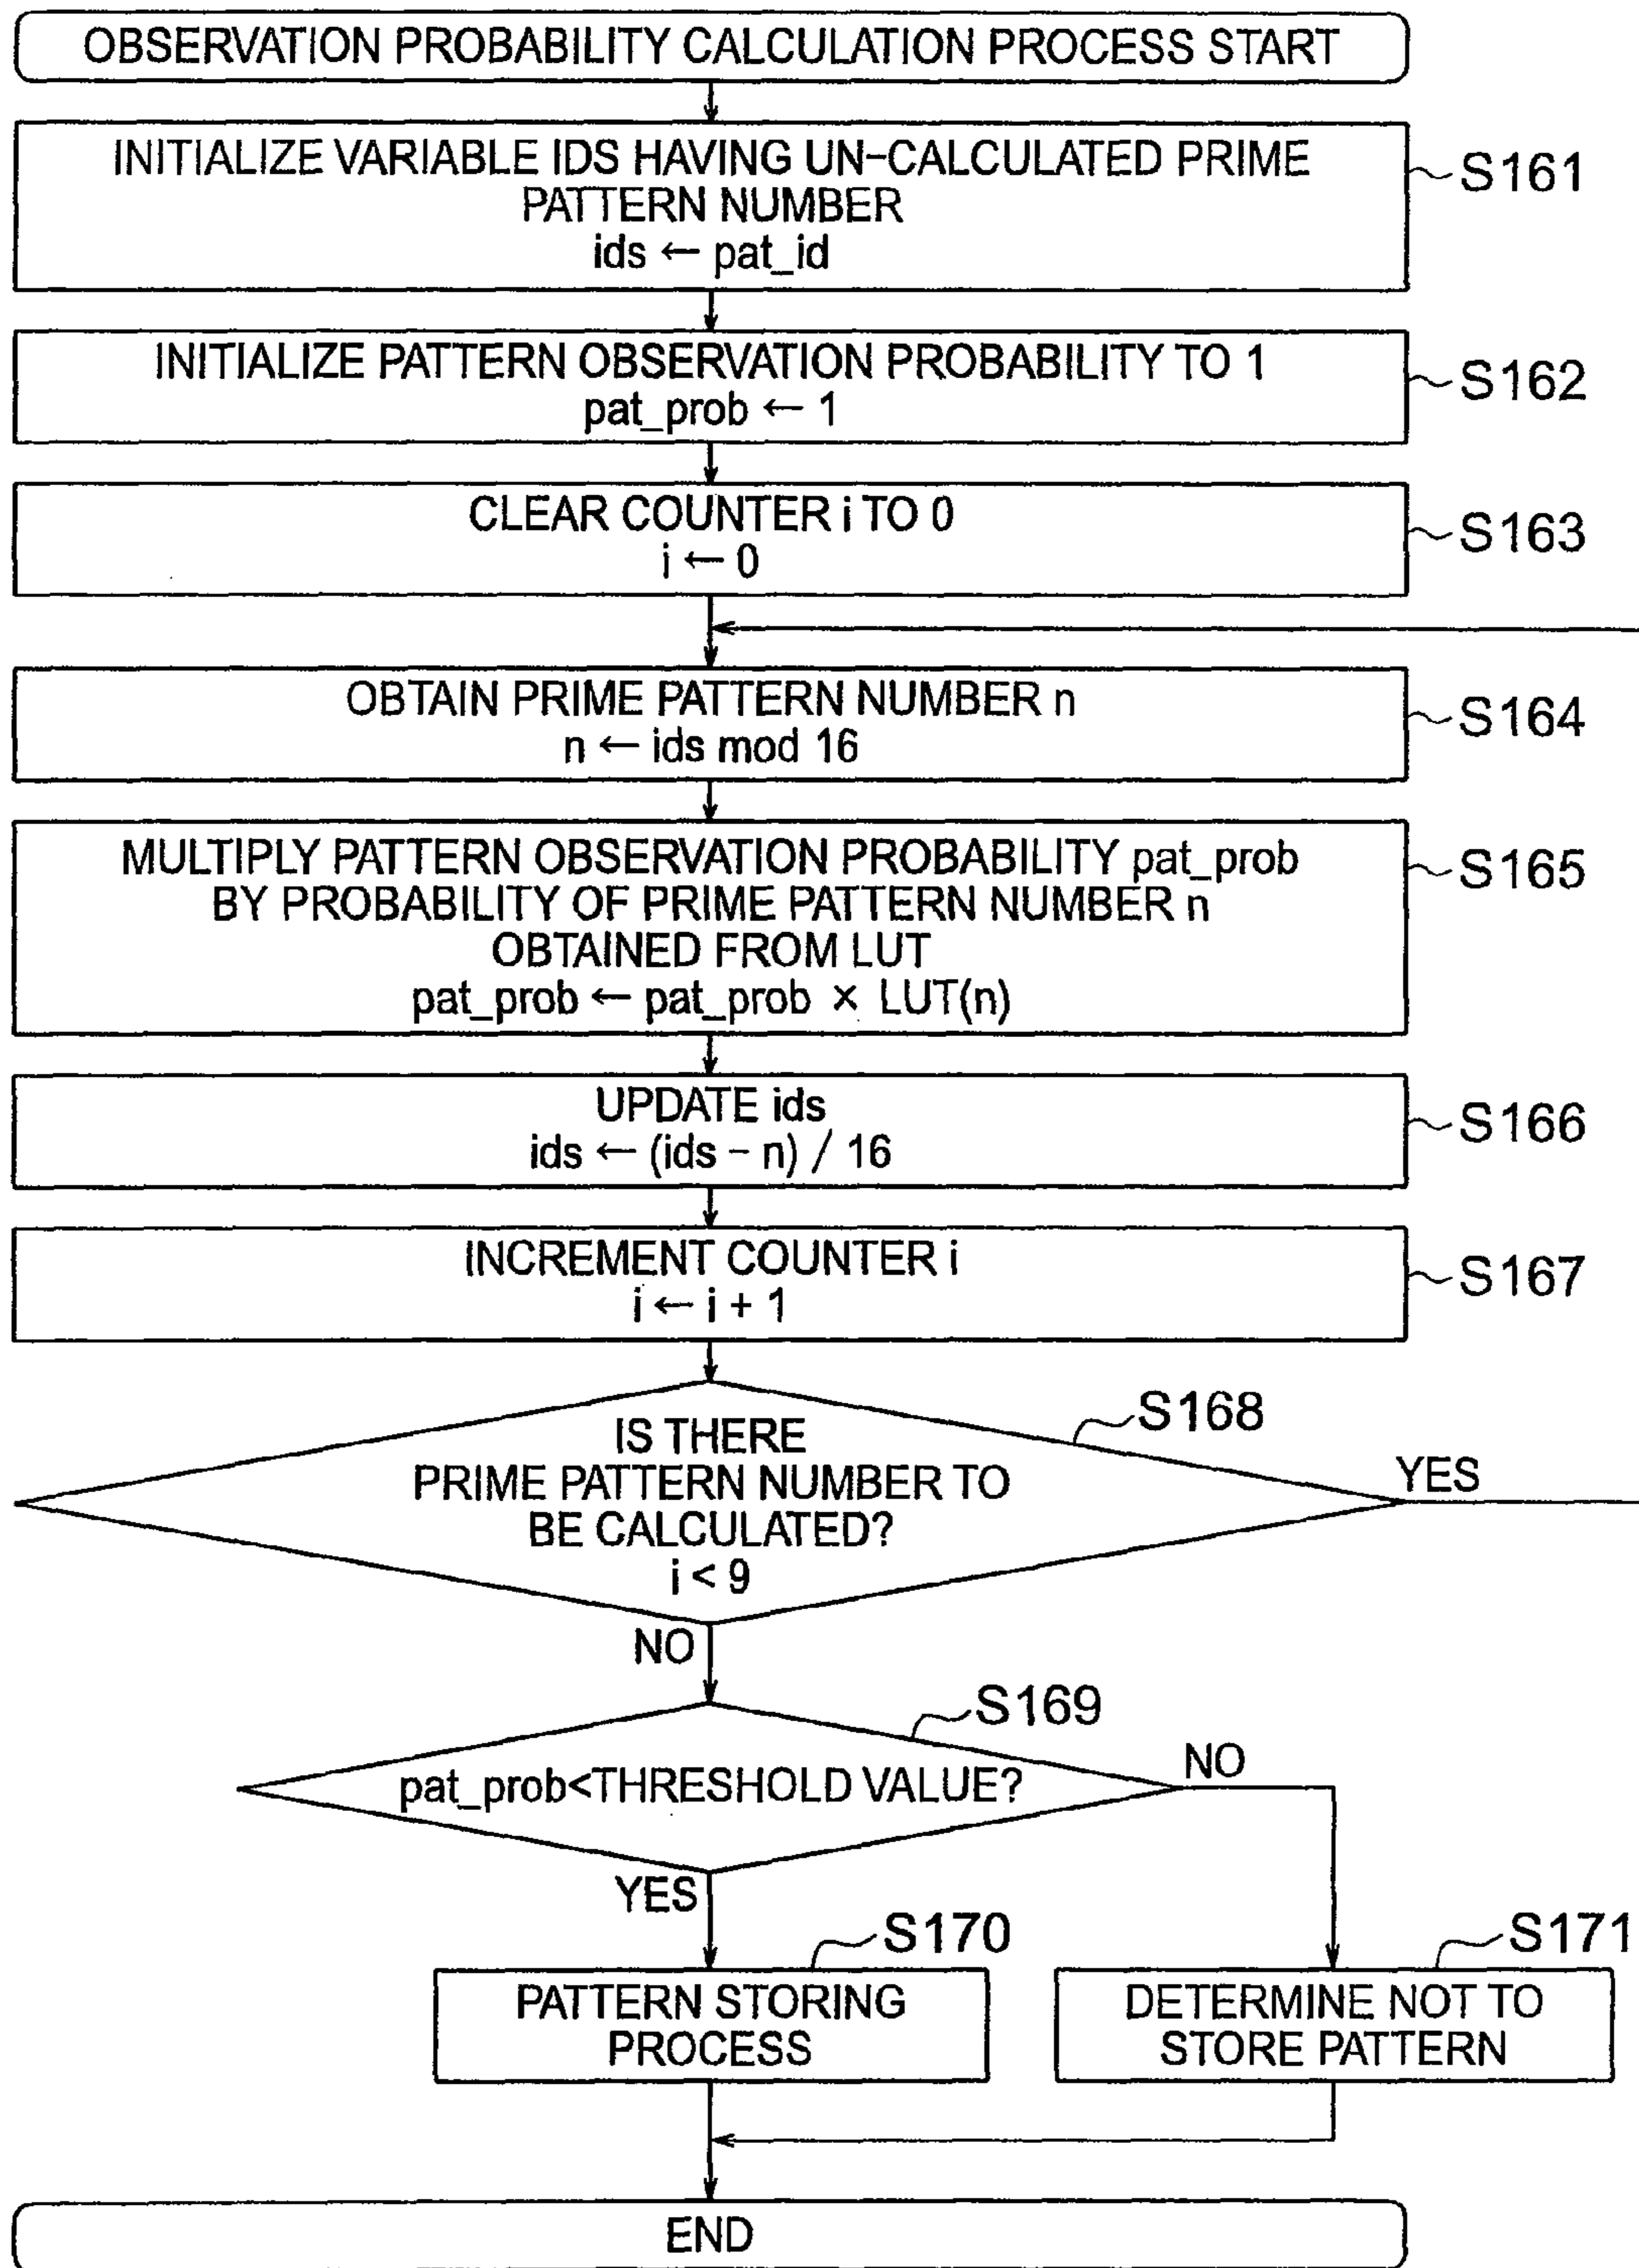 OBSERVATION PROBABILITY CALCULATION PROCESS START
INITIALIZE VARIABLE IDS HAVING UN-CALCULATED PRIME
PATTERN NUMBER
ids ← pat_id
S161
INITIALIZE PATTERN OBSERVATION PROBABILITY TO 1
pat_prob ← 1
S162
CLEAR COUNTER i TO 0
i ← 0
S163
OBTAIN PRIME PATTERN NUMBER n
n ← ids mod 16
S164
MULTIPLY PATTERN OBSERVATION PROBABILITY pat_prob
BY PROBABILITY OF PRIME PATTERN NUMBER n
OBTAINED FROM LUT
pat_prob ← pat_prob × LUT(n)
S165
UPDATE ids
ids ← (ids - n) / 16
S166
INCREMENT COUNTER i
i ← i + 1
S167
S168
IS THERE
PRIME PATTERN NUMBER TO
BE CALCULATED?
i < 9
YES
NO
S169
pat_prob<THRESHOLD VALUE?
NO
YES
S170
PATTERN STORING
PROCESS
S171
DETERMINE NOT TO
STORE PATTERN
END